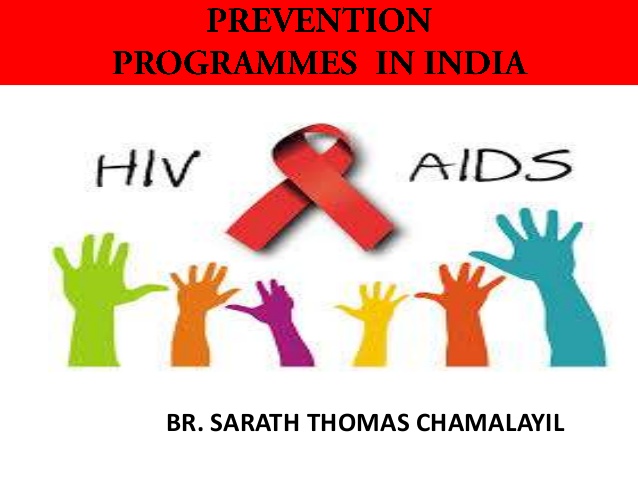 PREVENTION
PROGRAMMES IN INDIA
HIV AIDS
BR. SARATH THOMAS CHAMALAYIL